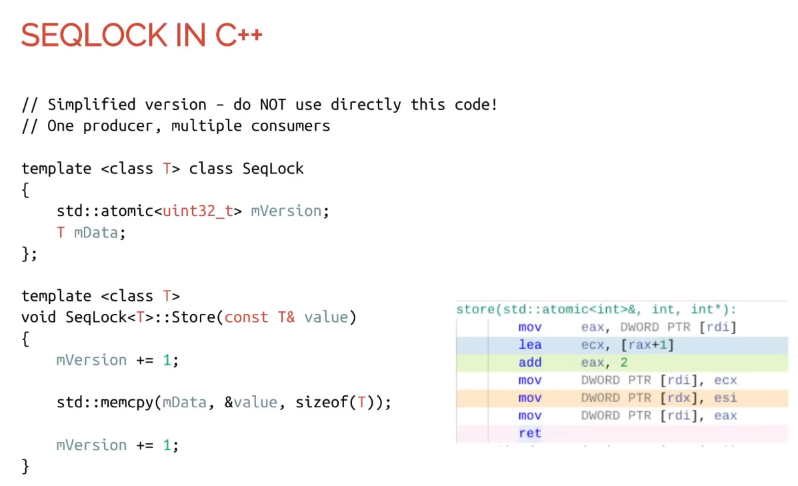 SEQLOCK IN C++
// Simplified version – do NOT use directly this code!
// One producer, multiple consumers
template <class T> class SeqLock
{
std::atomic<uint32_t> mVersion;
T mData;
};
template <class T>
void SeqLock<T>::Store(const T& value)
{
mVersion += 1;
std::memcpy(mData, &value, sizeof(T));
mVersion += 1;
}
store(std::atomic<int>&, int, int*):
mov eax, DWORD PTR [rdi]
lea ecx, [rax+1]
add eax, 2
mov DWORD PTR [rdi], ecx
mov DWORD PTR [rdx], esi
mov DWORD PTR [rdi], eax
ret